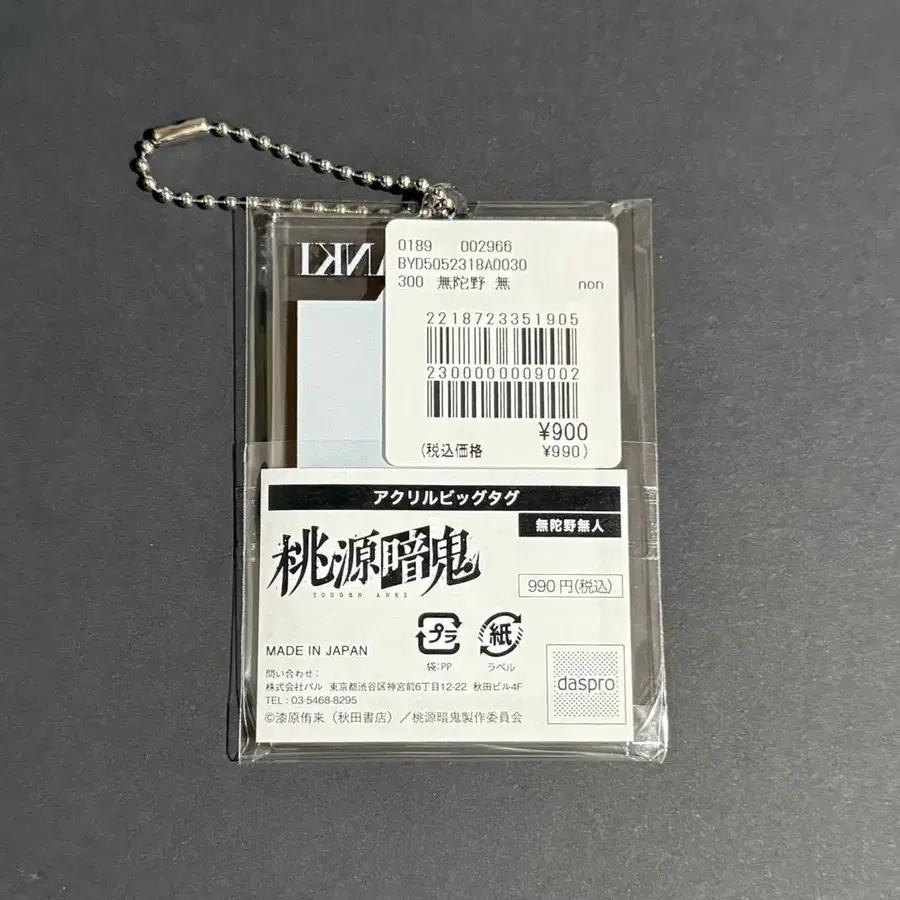 ANKI
0189 002966
BYD5052318A0030
300 無陀野 無 non
2218723351905
2300000009002
¥900
(税込価格 ¥990)
アクリルビッグタグ
無陀野無人
桃源暗鬼
TOUGEN ANKI
990円(税込)
プラ
紙
袋:PP
ラベル
MADE IN JAPAN
問い合わせ:
株式会社パル 東京都渋谷区神宮前6丁目12-22 秋田ビル4F
TEL : 03-5468-8295
daspro
©漆原侑来(秋田書店)/桃源暗鬼製作委員会